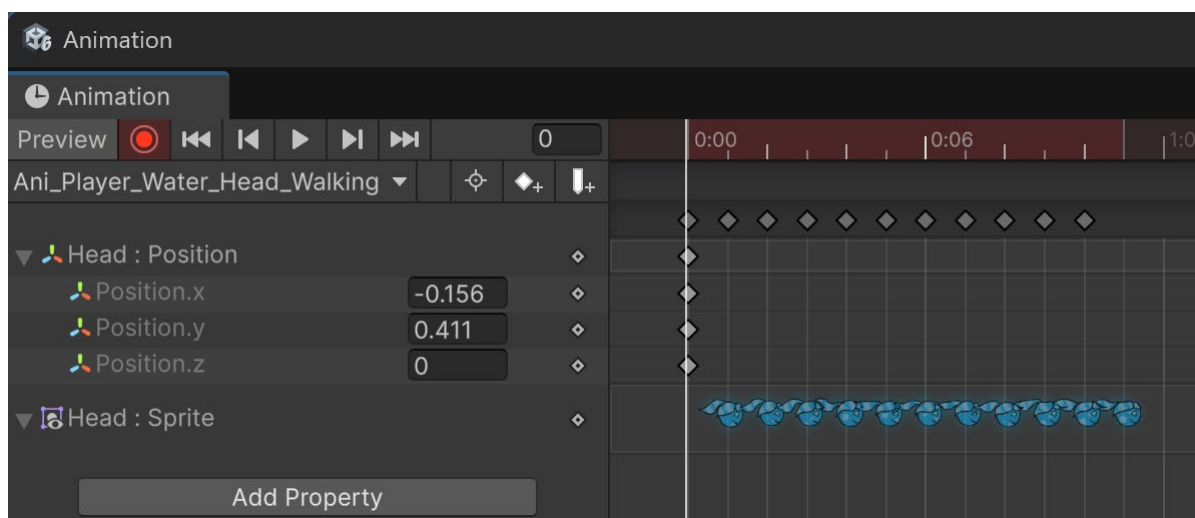 Animation
Animation
Preview 0 0:00 0:06 1:0
Ani_Player_Water_Head_Walking
Head : Position
Position.x -0.156
Position.y 0.411
Position.z 0
Head : Sprite
Add Property